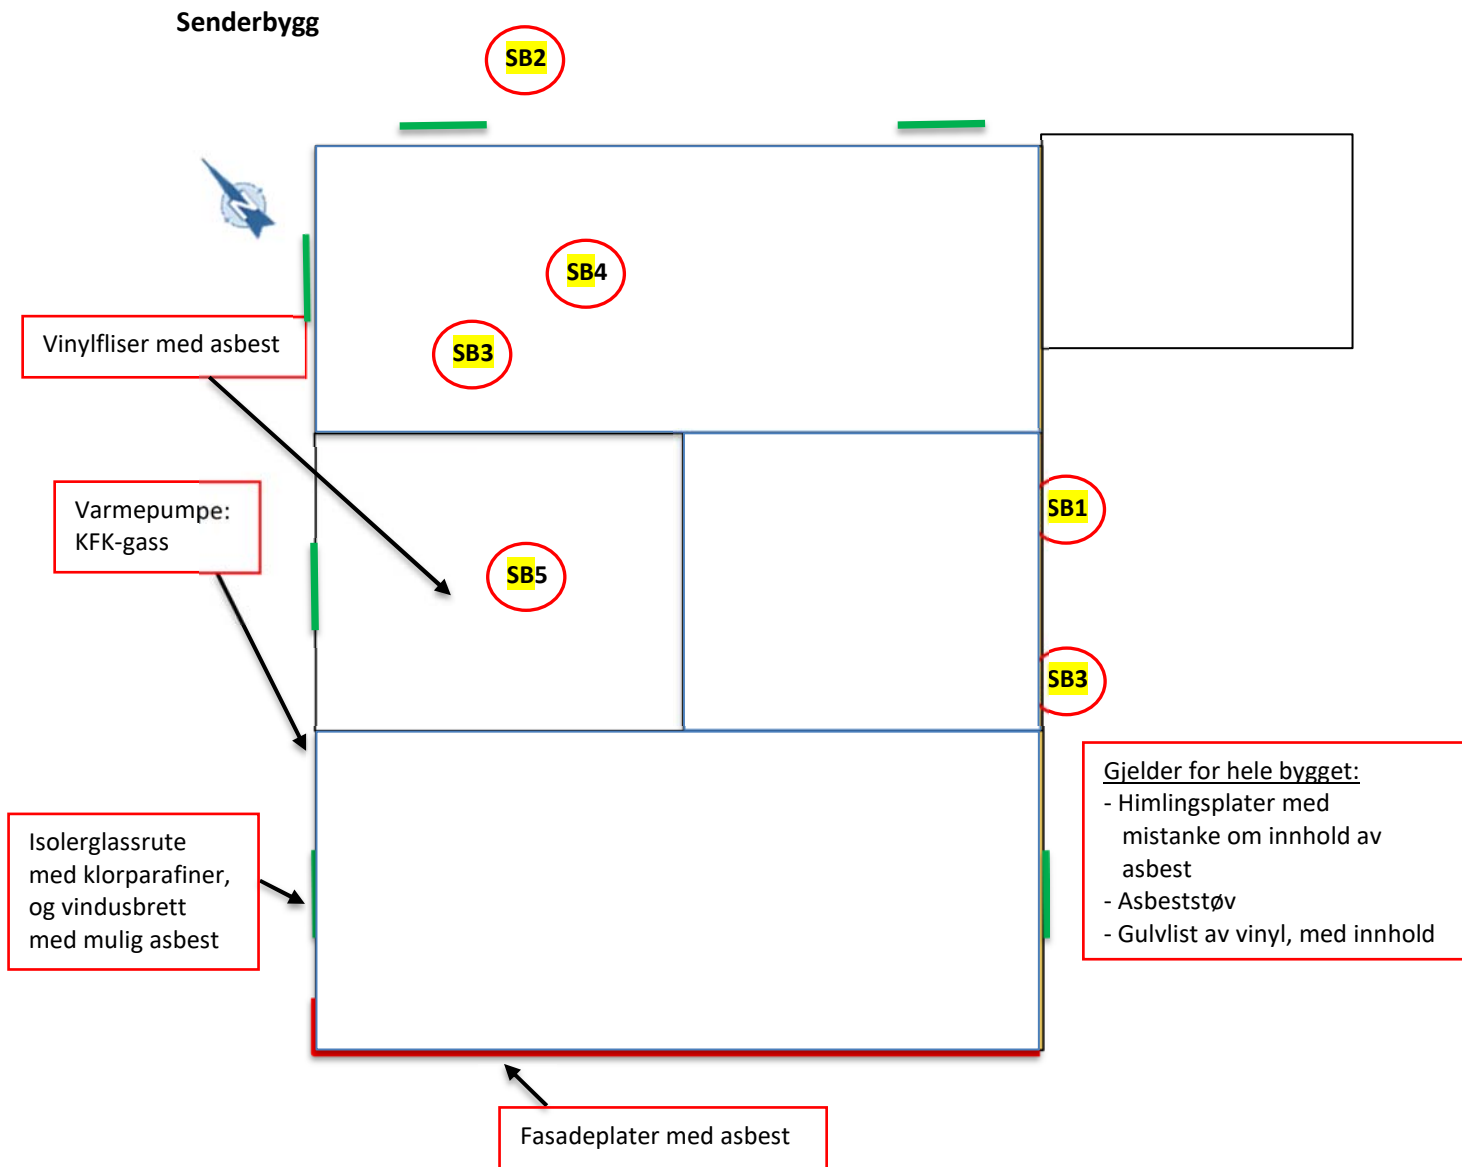 Senderbygg
SB2
N
SB4
Vinylfliser med asbest
SB3
Varmepumpe:
KFK-gass
SB1
SB5
SB3
Gjelder for hele bygget:
- Himlingsplater med
mistanke om innhold av
asbest
- Asbeststøv
- Gulvlist av vinyl, med innhold
Isolerglassrute
med klorparafiner,
og vindusbrett
med mulig asbest
Fasadeplater med asbest